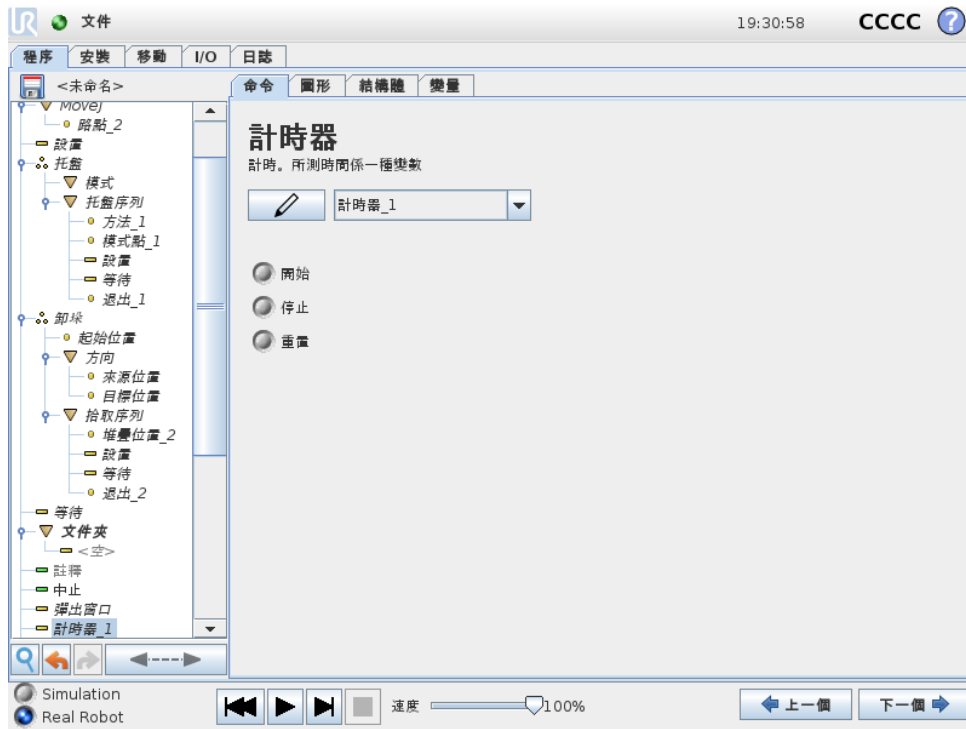 UR 文件 19:30:58 CCCC ?
程序 安裝 移動 I/O 日誌
<未命名>
MoveJ
路點_2
設置
托盤
模式
托盤序列
方法_1
模式點_1
設置
等待
退出_1
卸垛
起始位置
方向
來源位置
目標位置
拾取序列
堆疊位置_2
設置
等待
退出_2
等待
文件夾
<空>
註釋
中止
彈出窗口
計時器_1
命令 圖形 結構體 變量
計時器
計時。所測時間係一種變數
計時器_1
開始
停止
重置
Simulation
Real Robot
速度 100%
上一個 下一個